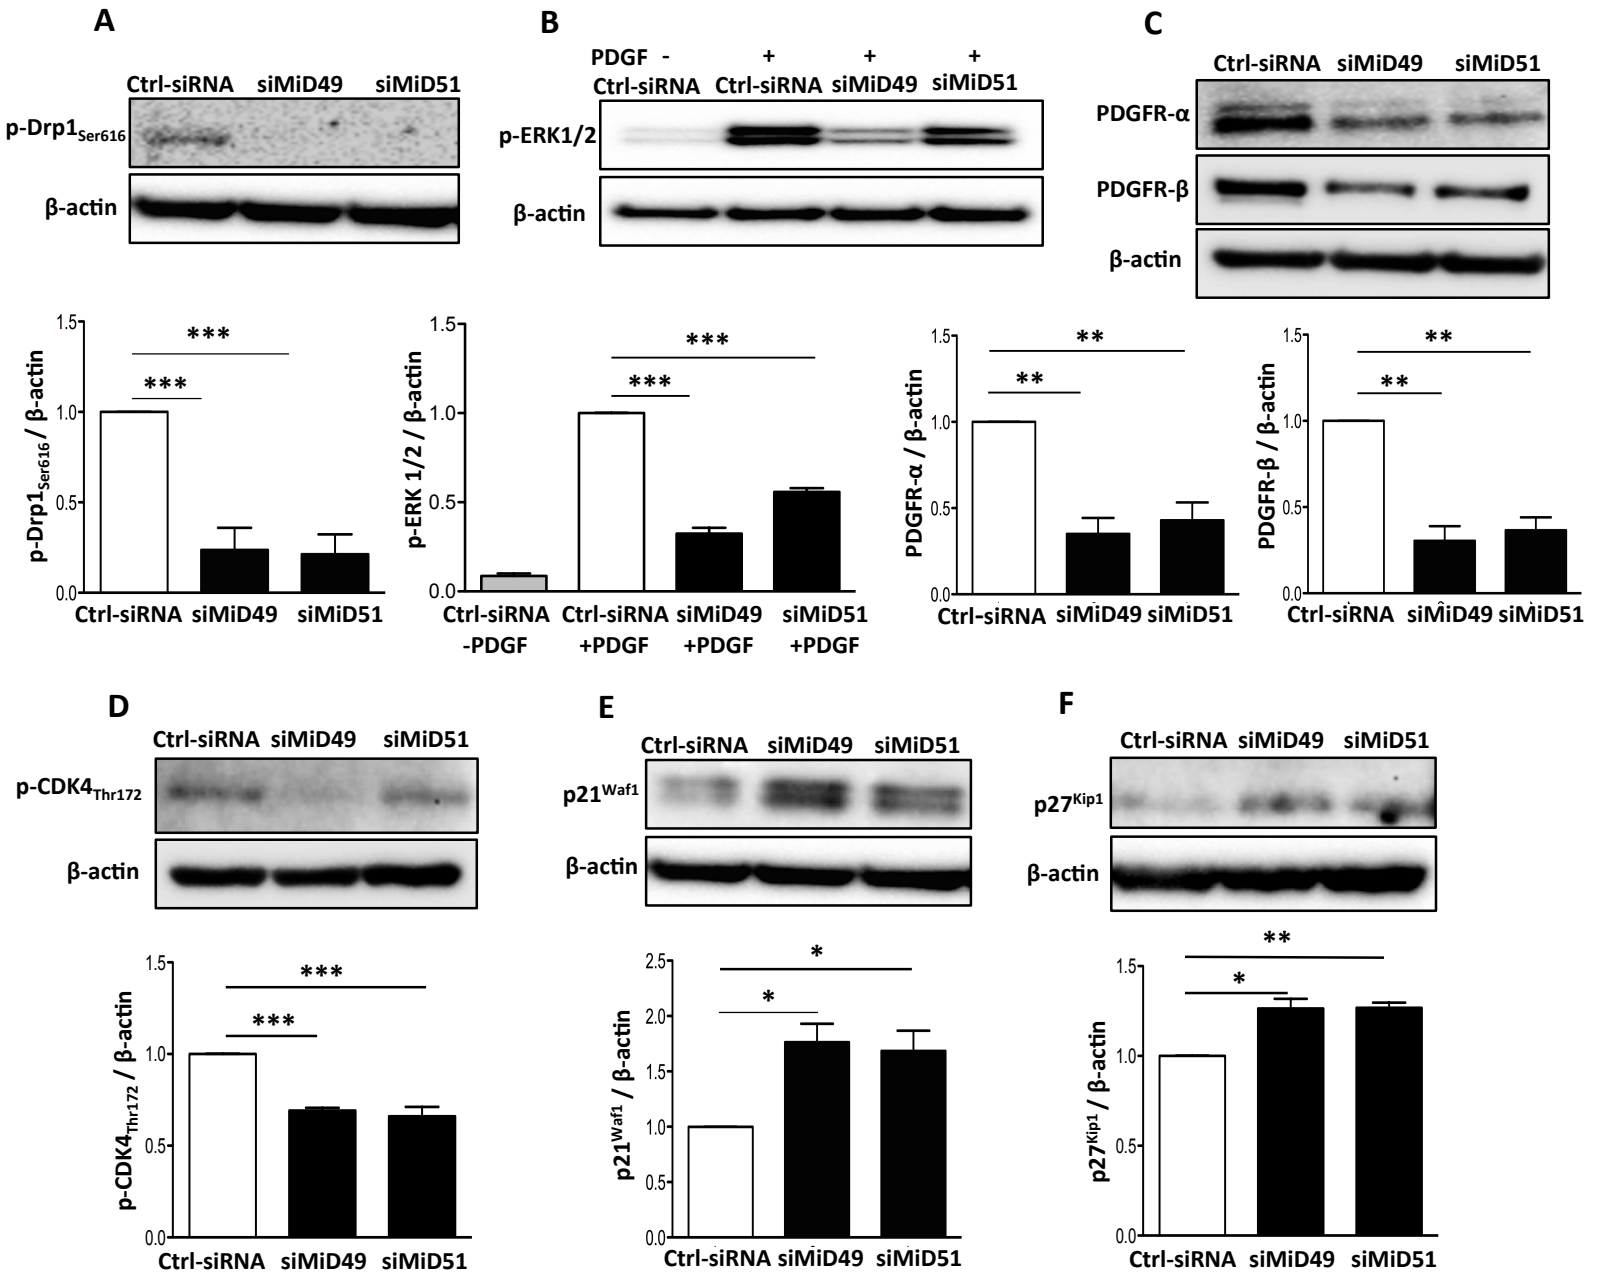 A
Ctrl-siRNA siMiD49 siMiD51
p-Drp1Ser616
β-actin
B
PDGF - + + +
Ctrl-siRNA Ctrl-siRNA siMiD49 siMiD51
p-ERK1/2
β-actin
C
Ctrl-siRNA siMiD49 siMiD51
PDGFR-α
PDGFR-β
β-actin
p-Drp1Ser616 / β-actin
1.5
1.0
0.5
0.0
***
***
Ctrl-siRNA siMiD49 siMiD51
p-ERK 1/2 / β-actin
1.5
1.0
0.5
0.0
***
***
Ctrl-siRNA Ctrl-siRNA siMiD49 siMiD51
-PDGF +PDGF +PDGF +PDGF
PDGFR-α / β-actin
1.5
1.0
0.5
0.0
**
**
Ctrl-siRNA siMiD49 siMiD51
PDGFR-β / β-actin
1.5
1.0
0.5
0.0
**
**
Ctrl-siRNA siMiD49 siMiD51
D
Ctrl-siRNA siMiD49 siMiD51
p-CDK4Thr172
β-actin
E
Ctrl-siRNA siMiD49 siMiD51
p21Waf1
β-actin
F
Ctrl-siRNA siMiD49 siMiD51
p27Kip1
β-actin
p-CDK4Thr172 / β-actin
1.5
1.0
0.5
0.0
***
***
Ctrl-siRNA siMiD49 siMiD51
p21Waf1 / β-actin
2.5
2.0
1.5
1.0
0.5
0.0
*
*
Ctrl-siRNA siMiD49 siMiD51
p27Kip1 / β-actin
1.5
1.0
0.5
0.0
**
*
Ctrl-siRNA siMiD49 siMiD51